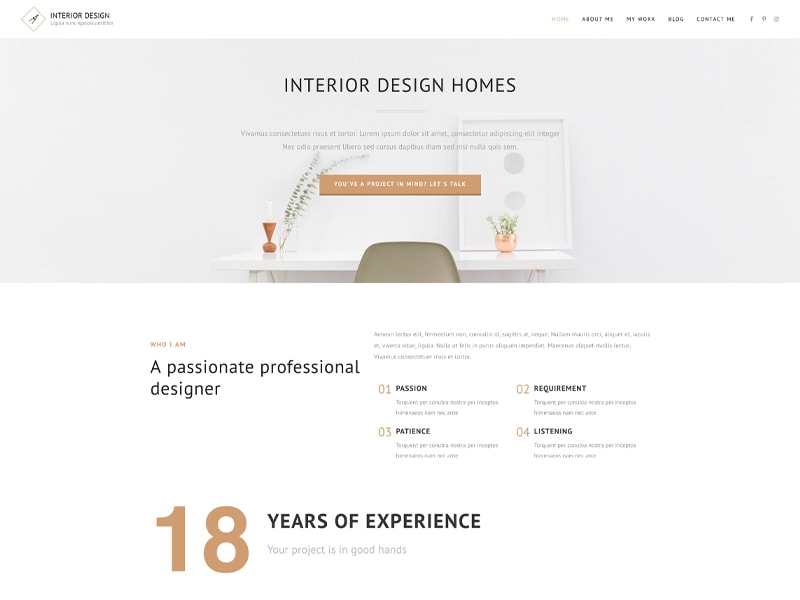 INTERIOR DESIGN
Ligula nunc egestas porttitor
HOME ABOUT ME MY WORK BLOG CONTACT ME
INTERIOR DESIGN HOMES
Vivamus consectetuer risus et tortor. Lorem ipsum dolor sit amet, consectetur adipiscing elit integer
Nec odio praesent libero sed cursus dapibus diam sed nisi nulla quis sem.
YOU'VE A PROJECT IN MIND? LET'S TALK
WHO I AM
A passionate professional
designer
Aenean lectus elit, fermentum non, convallis id, sagittis at, neque. Nullam mauris orci, aliquet et, iaculis
et, viverra vitae, ligula. Nulla ut felis in purus aliquam imperdiet. Maecenas aliquet mollis lectus.
Vivamus consectetuer risus et tortor.
01 PASSION
Torquent per conubia nostra per inceptos
himenaeos nam nec ante
02 REQUIREMENT
Torquent per conubia nostra per inceptos
himenaeos nam nec ante
03 PATIENCE
Torquent per conubia nostra per inceptos
himenaeos nam nec ante
04 LISTENING
Torquent per conubia nostra per inceptos
himenaeos nam nec ante
18 YEARS OF EXPERIENCE
Your project is in good hands